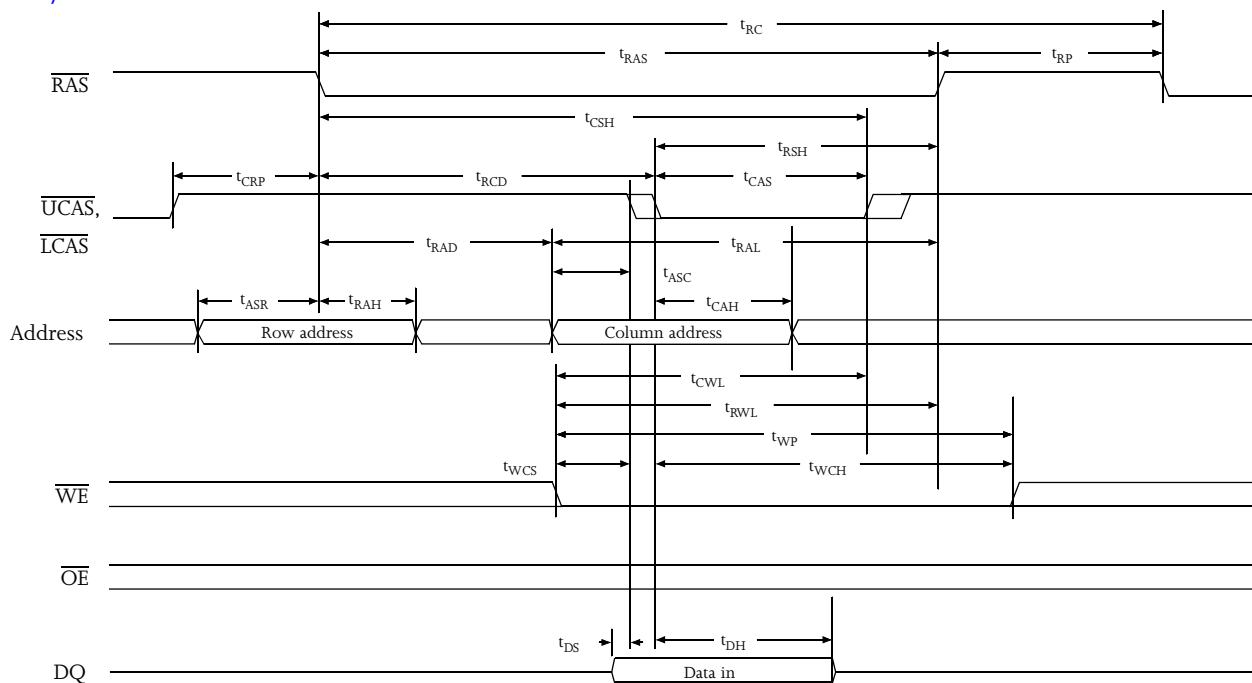 tRC
tRAS
tRP
RAS
tCSH
tRSH
tCRP
tRCD
tCAS
UCAS,
LCAS
tRAD
tRAL
tASC
tASR
tRAH
tCAH
Address
Row address
Column address
tCWL
tRWL
tWP
tWCS
tWCH
WE
OE
tDS
tDH
DQ
Data in